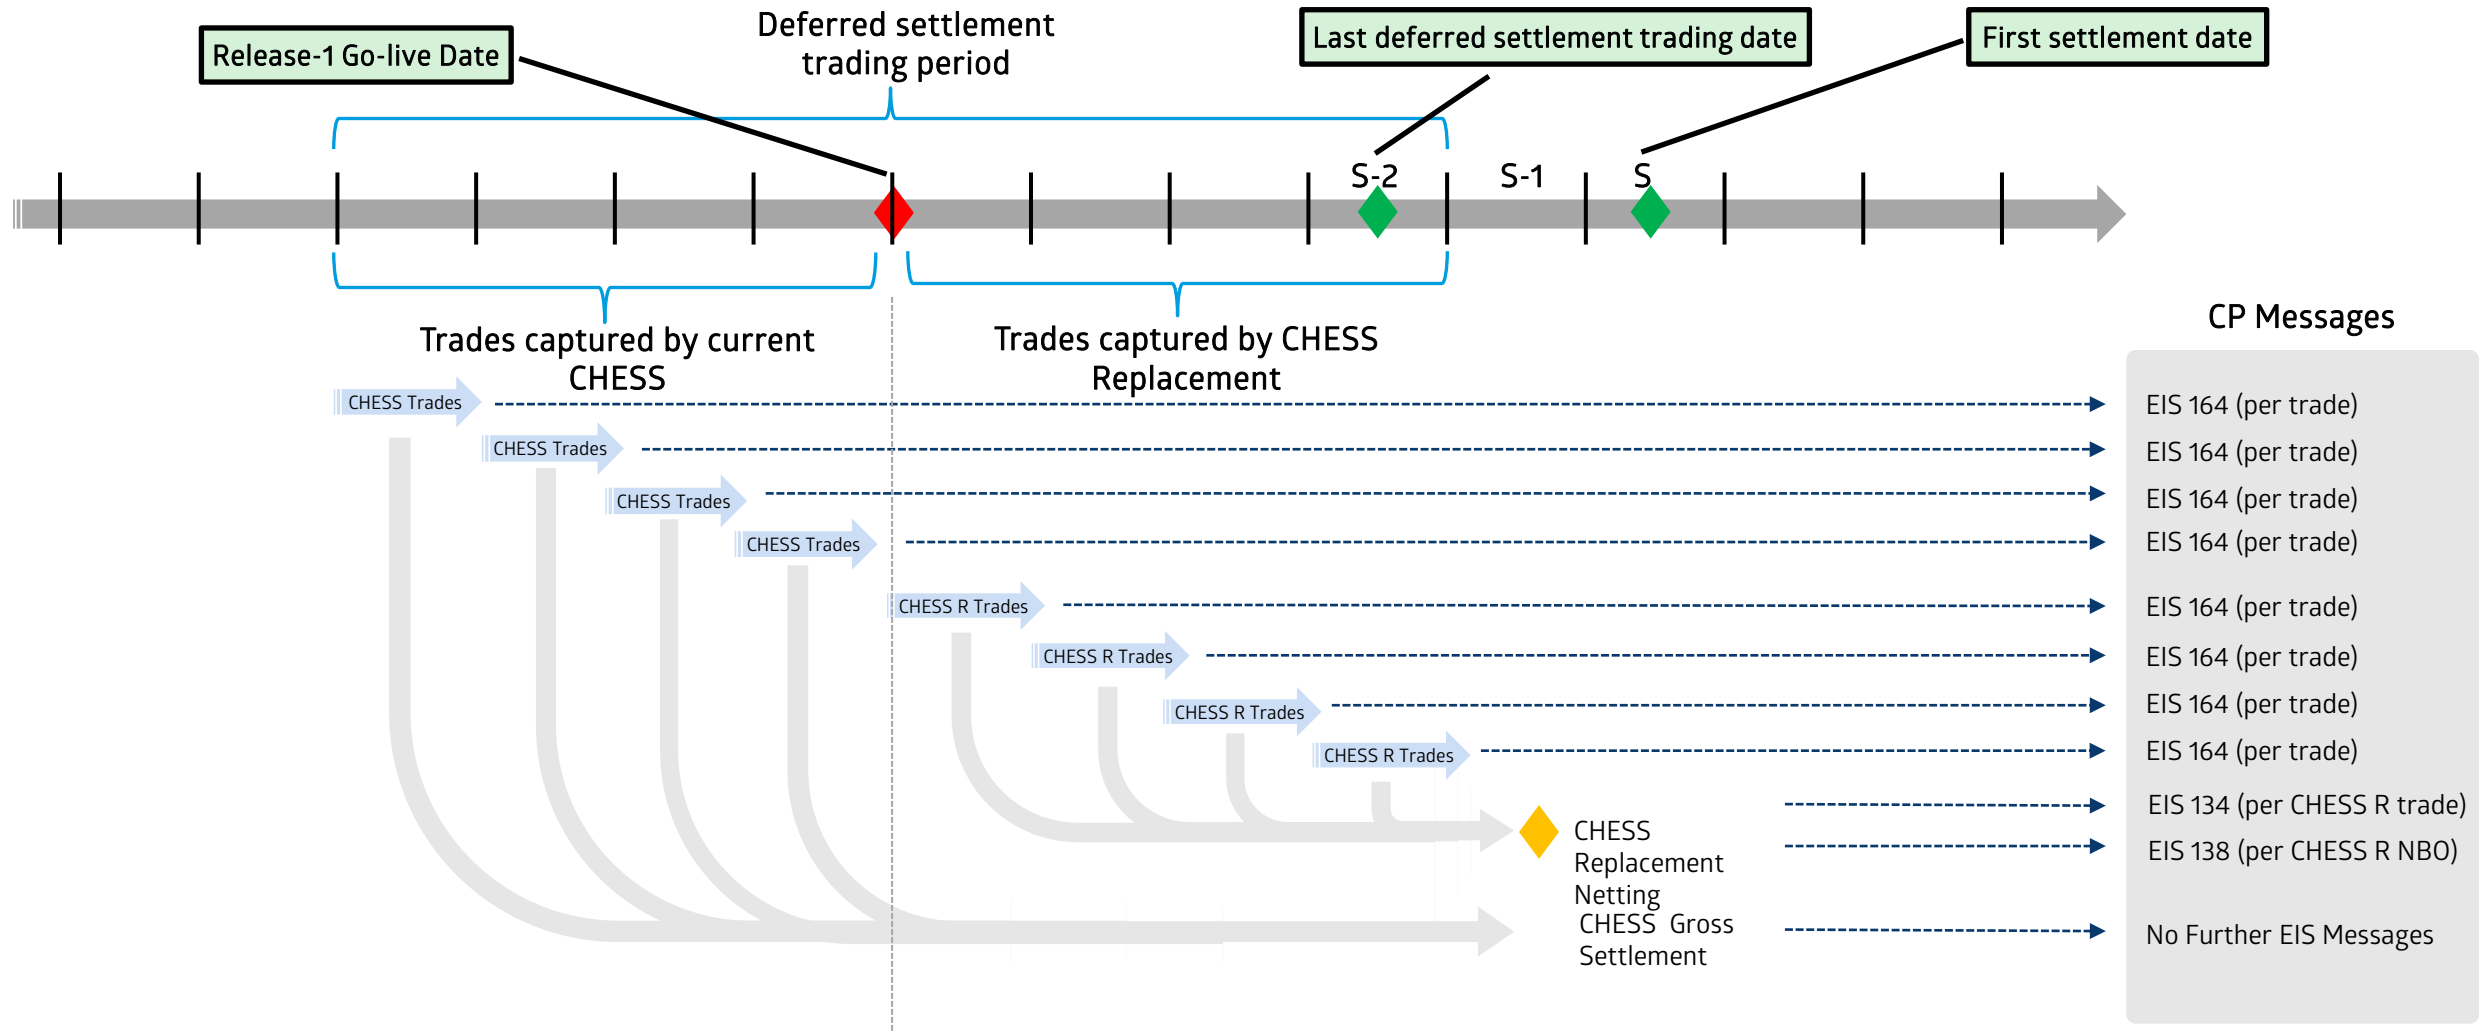 Deferred settlement
trading period
Release-1 Go-live Date
Last deferred settlement trading date
First settlement date
S-2
S-1
S
Trades captured by current
CHESS
Trades captured by CHESS
Replacement
CP Messages
CHESS Trades
EIS 164 (per trade)
CHESS Trades
EIS 164 (per trade)
CHESS Trades
EIS 164 (per trade)
CHESS Trades
EIS 164 (per trade)
CHESS R Trades
EIS 164 (per trade)
CHESS R Trades
EIS 164 (per trade)
CHESS R Trades
EIS 164 (per trade)
CHESS R Trades
EIS 164 (per trade)
CHESS
Replacement
Netting
EIS 134 (per CHESS R trade)
EIS 138 (per CHESS R NBO)
CHESS Gross
Settlement
No Further EIS Messages